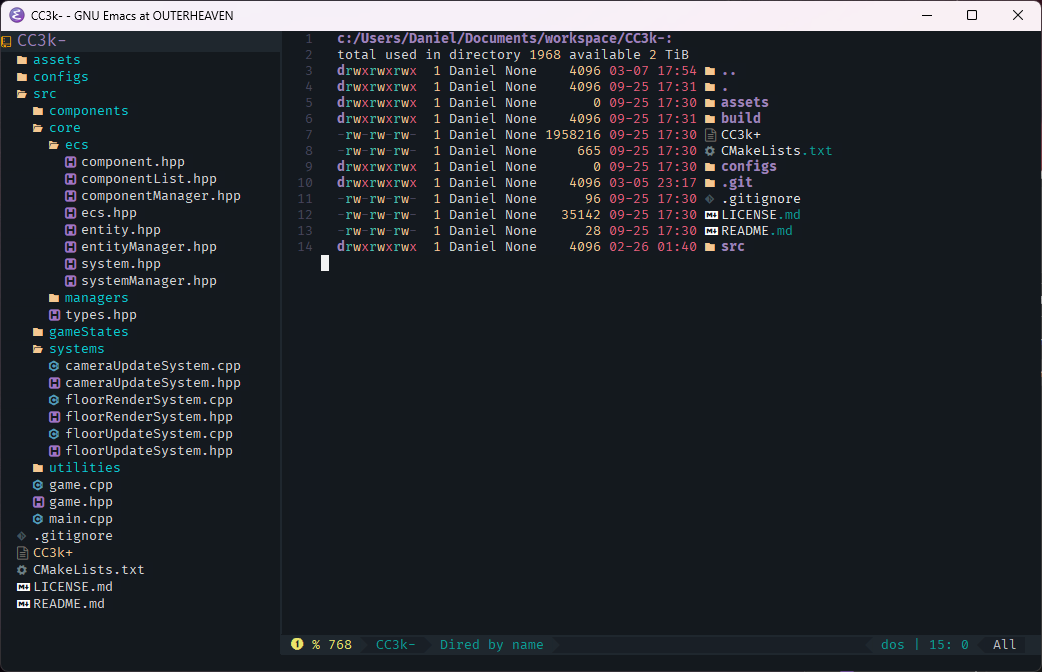 CC3k- - GNU Emacs at OUTERHEAVEN
CC3k-
assets
configs
src
components
core
ecs
component.hpp
componentList.hpp
componentManager.hpp
ecs.hpp
entity.hpp
entityManager.hpp
system.hpp
systemManager.hpp
managers
types.hpp
gameStates
systems
cameraUpdateSystem.cpp
cameraUpdateSystem.hpp
floorRenderSystem.cpp
floorRenderSystem.hpp
floorUpdateSystem.cpp
floorUpdateSystem.hpp
utilities
game.cpp
game.hpp
main.cpp
.gitignore
CC3k+
CMakeLists.txt
LICENSE.md
README.md
1 c:/Users/Daniel/Documents/workspace/CC3k-:
2 total used in directory 1968 available 2 TiB
3 drwxrwxrwx 1 Daniel None 4096 03-07 17:54 ..
4 drwxrwxrwx 1 Daniel None 4096 09-25 17:31 .
5 drwxrwxrwx 1 Daniel None 0 09-25 17:30 assets
6 drwxrwxrwx 1 Daniel None 4096 09-25 17:31 build
7 -rw-rw-rw- 1 Daniel None 1958216 09-25 17:30 CC3k+
8 -rw-rw-rw- 1 Daniel None 665 09-25 17:30 CMakeLists.txt
9 drwxrwxrwx 1 Daniel None 0 09-25 17:30 configs
10 drwxrwxrwx 1 Daniel None 4096 03-05 23:17 .git
11 -rw-rw-rw- 1 Daniel None 96 09-25 17:30 .gitignore
12 -rw-rw-rw- 1 Daniel None 35142 09-25 17:30 LICENSE.md
13 -rw-rw-rw- 1 Daniel None 28 09-25 17:30 README.md
14 drwxrwxrwx 1 Daniel None 4096 02-26 01:40 src
1 % 768 CC3k- Dired by name dos | 15: 0 All